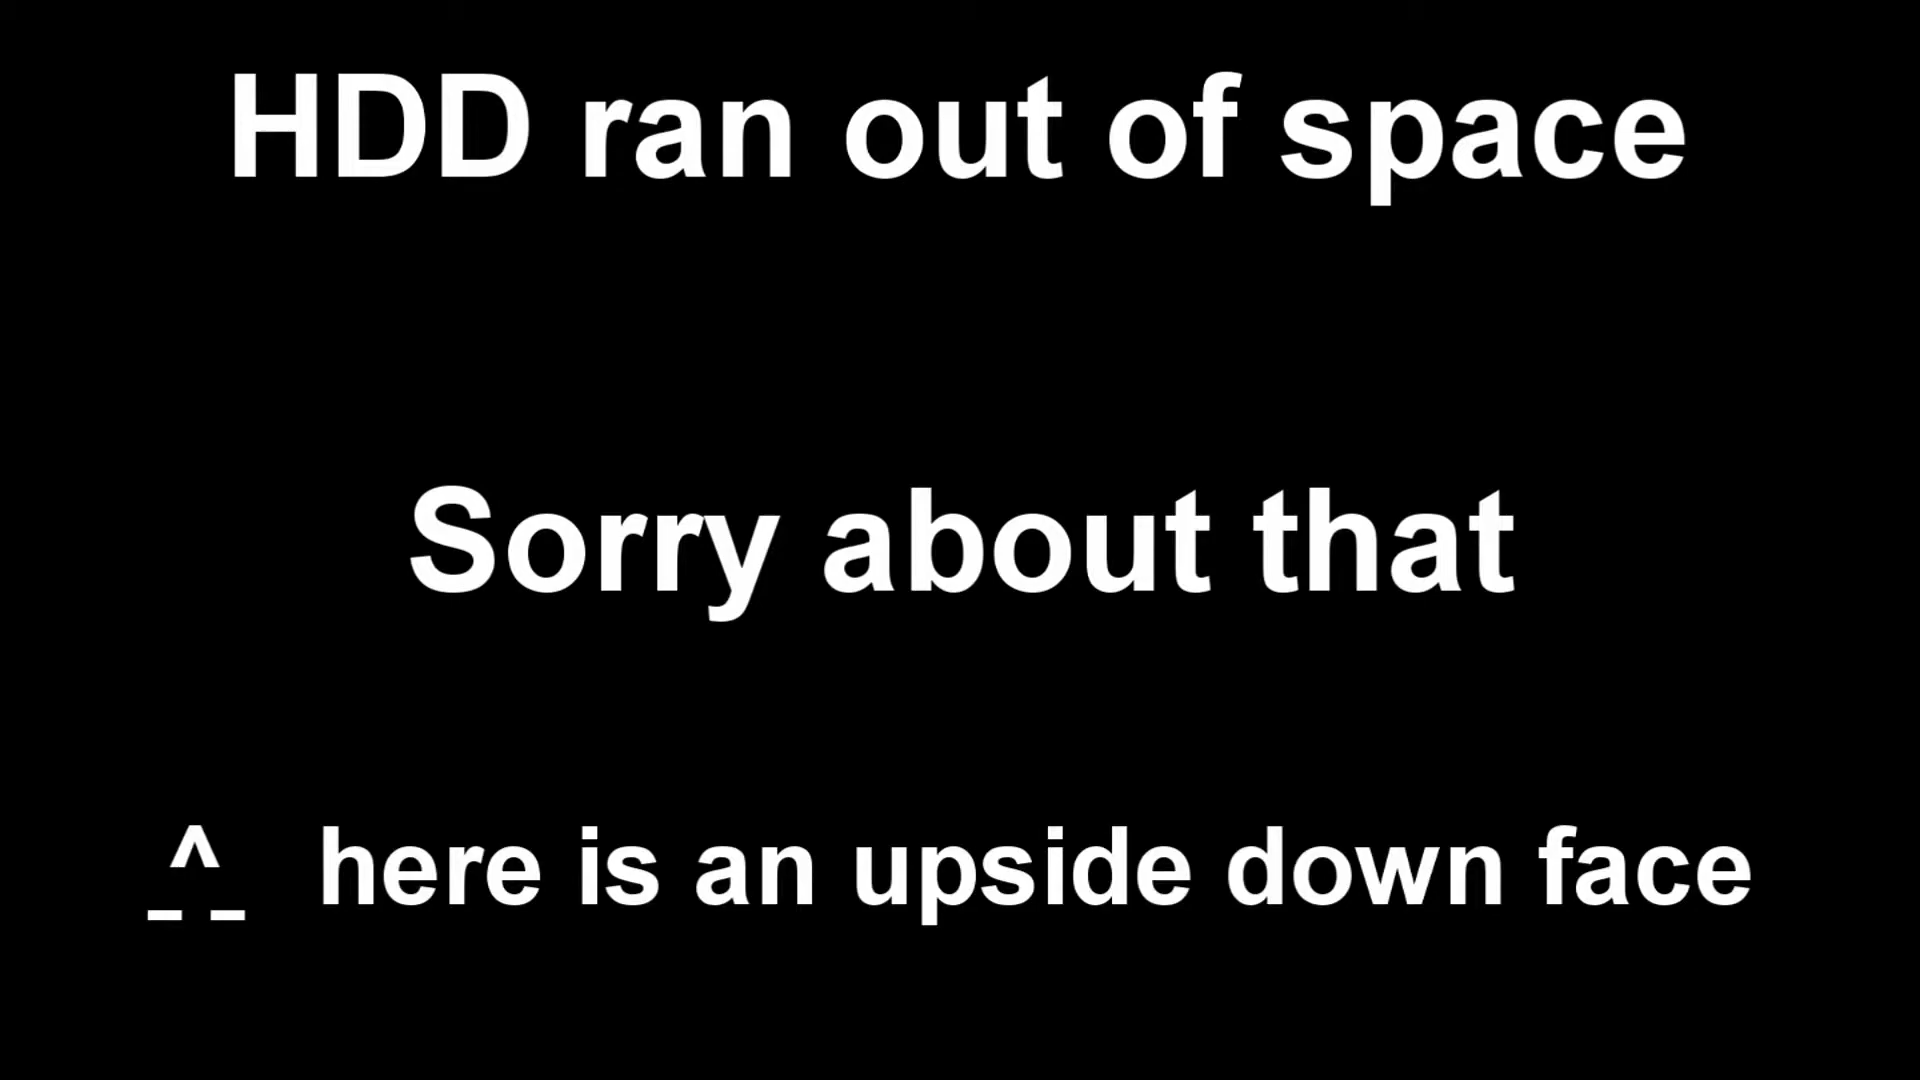 HDD ran out of space
Sorry about that
_^_ here is an upside down face